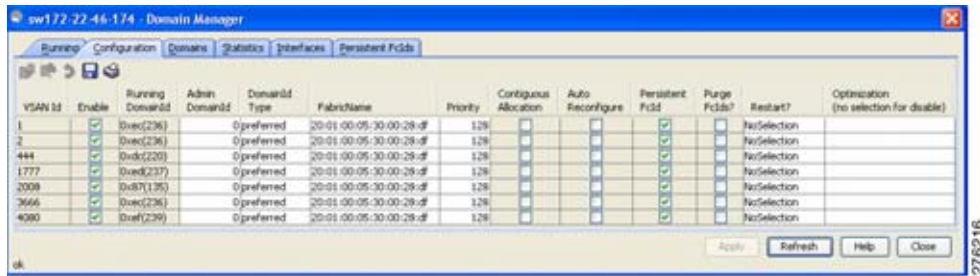 sw172-22-46-174 - Domain Manager
Running Configuration Domains Statistics Interfaces Persistent FcIds
VSAN Id Enable Running DomainId Admin DomainId DomainId Type FabricName Priority Contiguous Allocation Auto Reconfigure Persistent FcId Purge FcIds? Restart? Optimization (no selection for disable)
1 0xec(236) 0 preferred 20:01:00:05:30:00:28:df 128 NoSelection
2 0xec(236) 0 preferred 20:01:00:05:30:00:28:df 128 NoSelection
444 0xdc(220) 0 preferred 20:01:00:05:30:00:28:df 128 NoSelection
1777 0xed(237) 0 preferred 20:01:00:05:30:00:28:df 128 NoSelection
2008 0x87(135) 0 preferred 20:01:00:05:30:00:28:df 128 NoSelection
3666 0xec(236) 0 preferred 20:01:00:05:30:00:28:df 128 NoSelection
4080 0xef(239) 0 preferred 20:01:00:05:30:00:28:df 128 NoSelection
Apply Refresh Help Close
ok
276216